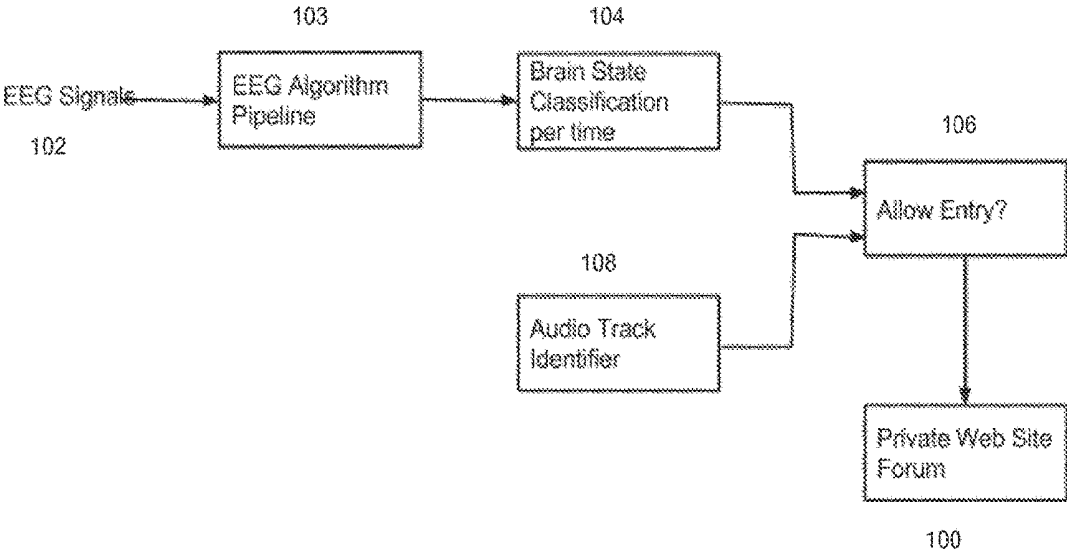 103
104
EEG Signals
102
EEG Algorithm
Pipeline
Brain State
Classification
per time
106
Allow Entry?
108
Audio Track
Identifier
Private Web Site
Forum
100